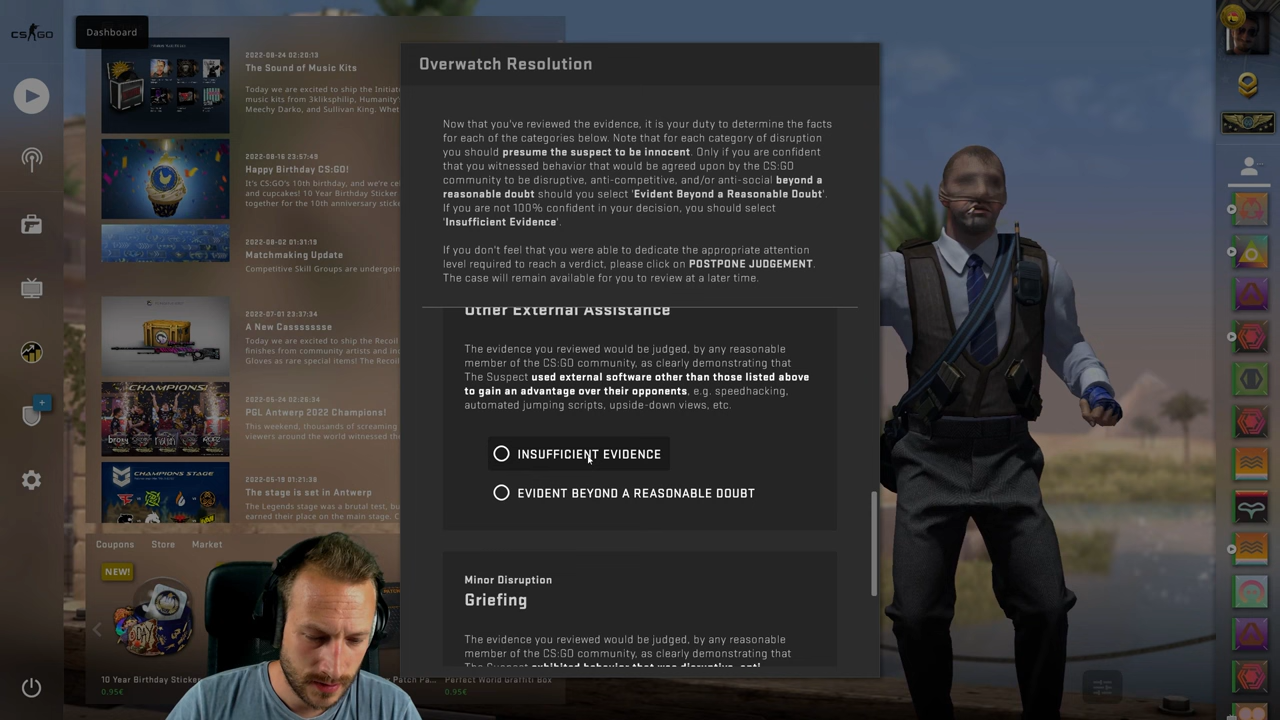 CS GO
Dashboard
2022-08-24 02:20:13
The Sound of Music Kits
Today we are excited to ship the Initiat
music kits from 3kliksphilip, Humanity's
Meechy Darko, and Sullivan King. Whet
2022-08-16 23:57:49
Happy Birthday CS:GO!
It's CS:GO's 10th birthday, and we're cel
and cupcakes! 10 Year Birthday Sticker
together for the 10th anniversary sticke
2022-08-02 01:31:19
Matchmaking Update
Competitive Skill Groups are undergoin
2022-07-01 23:37:34
A New Casssssse
Today we are excited to ship the Recoil
finishes from community artists and inc
Gloves as rare special items! The Recoil
CHAMPIONS!
2022-05-24 02:26:34
PGL Antwerp 2022 Champions!
This weekend, thousands of screaming
viewers around the world witnessed the
CHAMPIONS STAGE
2022-05-19 01:21:38
The stage is set in Antwerp
The Legends stage was a brutal test, bu
earned their place on the main stage. C
Coupons Store Market
NEW!
10 Year Birthday Sticker
0,95€
Perfect World Graffiti Box
0,95€
Overwatch Resolution
Now that you've reviewed the evidence, it is your duty to determine the facts
for each of the categories below. Note that for each category of disruption
you should presume the suspect to be innocent. Only if you are confident
that you witnessed behavior that would be agreed upon by the CS:GO
community to be disruptive, anti-competitive, and/or anti-social beyond a
reasonable doubt should you select 'Evident Beyond a Reasonable Doubt'.
If you are not 100% confident in your decision, you should select
'Insufficient Evidence'.
If you don't feel that you were able to dedicate the appropriate attention
level required to reach a verdict, please click on POSTPONE JUDGEMENT.
The case will remain available for you to review at a later time.
Other External Assistance
The evidence you reviewed would be judged, by any reasonable
member of the CS:GO community, as clearly demonstrating that
The Suspect used external software other than those listed above
to gain an advantage over their opponents, e.g. speedhacking,
automated jumping scripts, upside-down views, etc.
INSUFFICIENT EVIDENCE
EVIDENT BEYOND A REASONABLE DOUBT
Minor Disruption
Griefing
The evidence you reviewed would be judged, by any reasonable
member of the CS:GO community, as clearly demonstrating that
The Suspect exhibited behavior that was disruptive, anti-